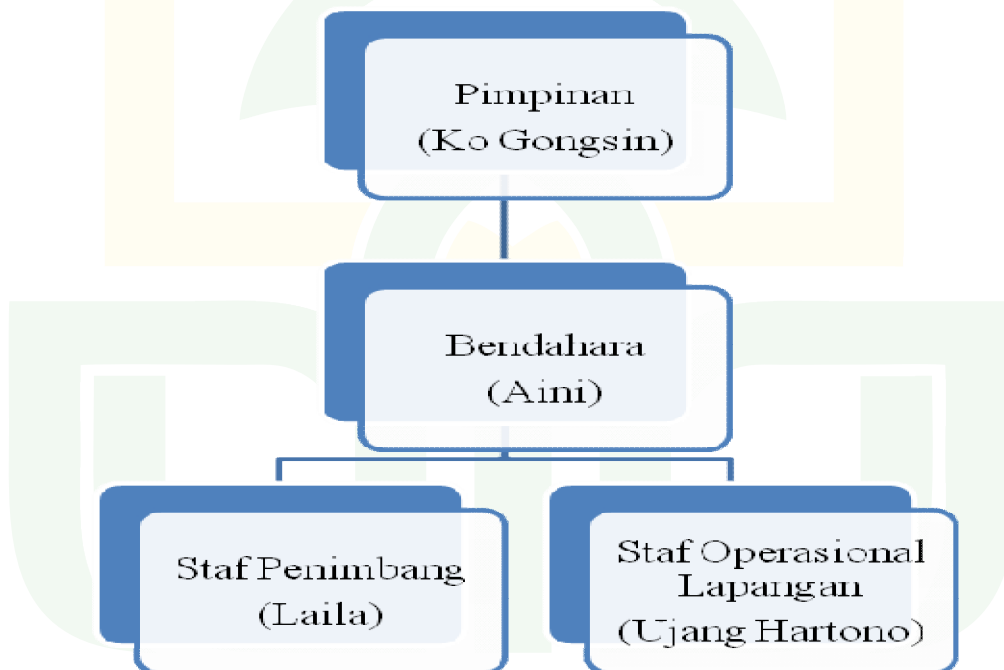 Pimpinan
(Ko Gongsin)
Bendahara
(Aini)
Staf Penimbang
(Laila)
Staf Operasional
Lapangan
(Ujang Hartono)